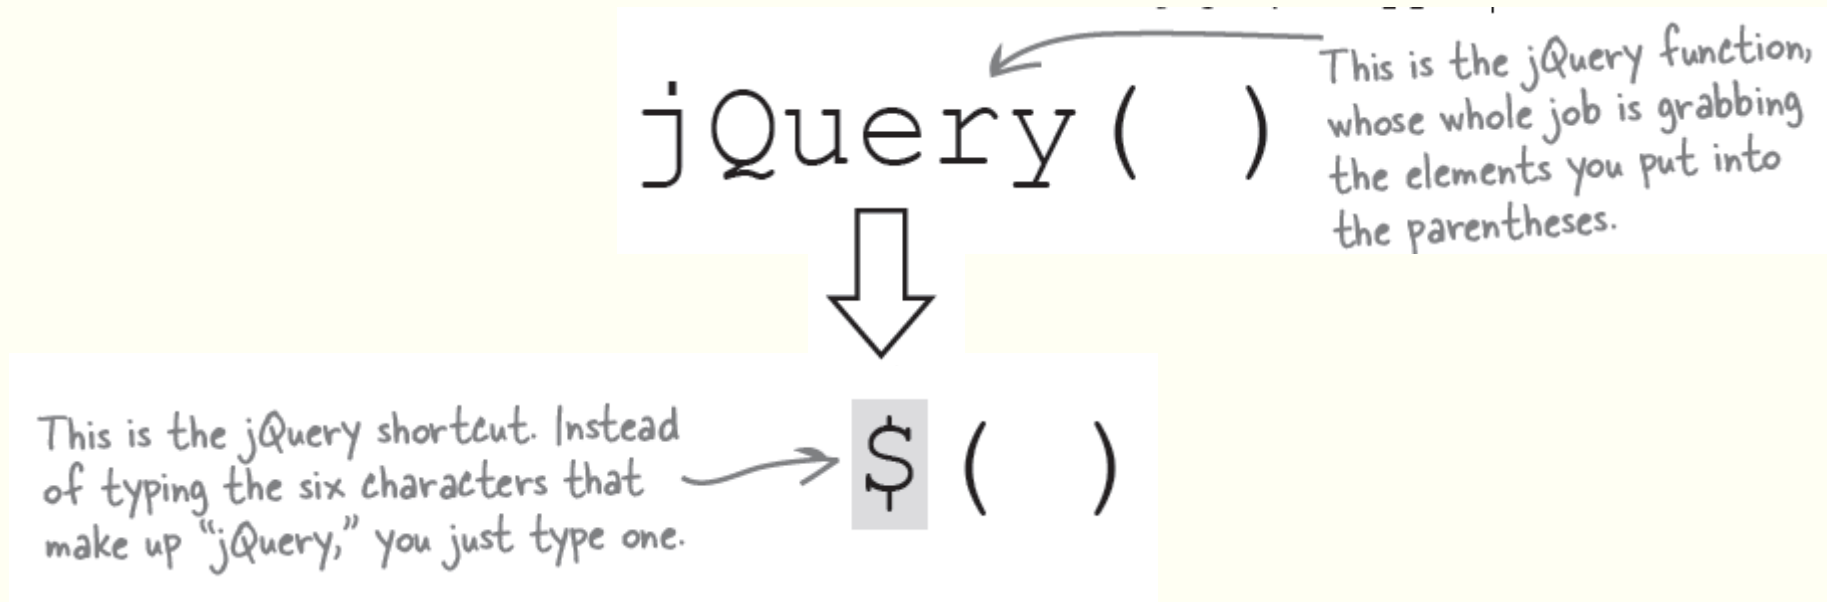 jQuery( )
This is the jQuery function,
whose whole job is grabbing
the elements you put into
the parentheses.
This is the jQuery shortcut. Instead
of typing the six characters that
make up “jQuery,” you just type one.
$( )